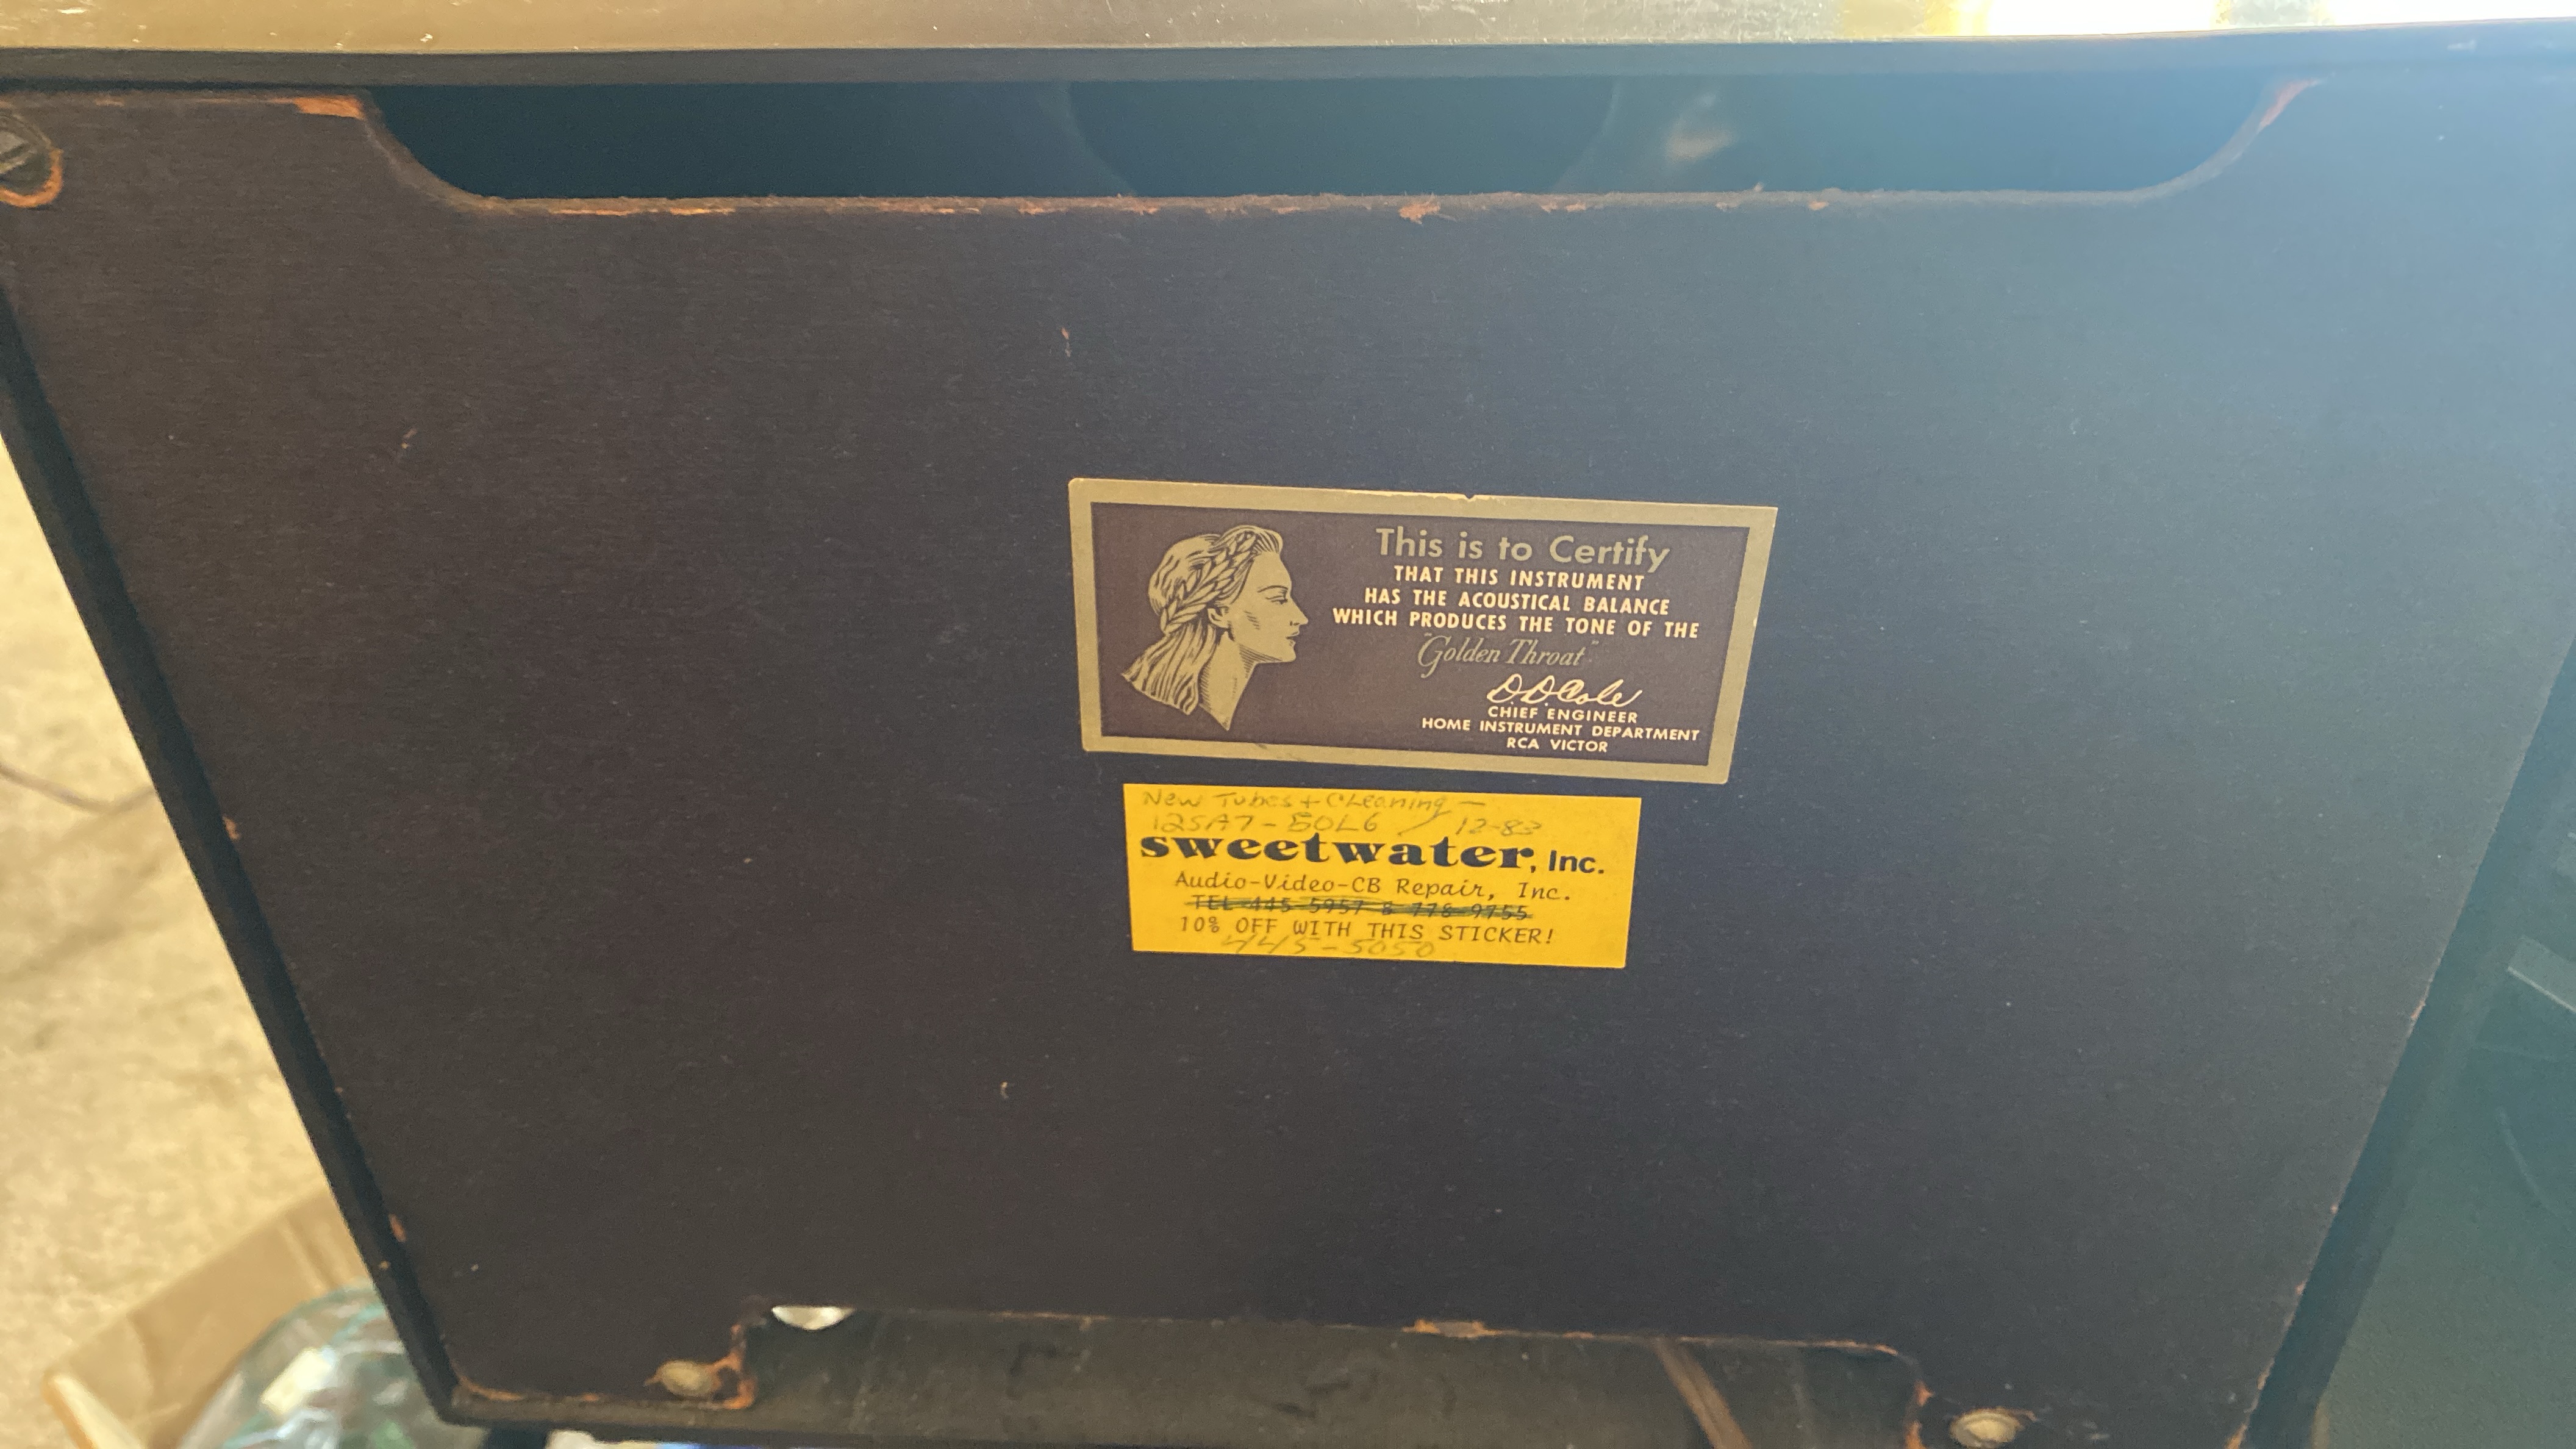 This is to Certify
THAT THIS INSTRUMENT
HAS THE ACOUSTICAL BALANCE
WHICH PRODUCES THE TONE OF THE
"Golden Throat"
D.D. Cole
CHIEF ENGINEER
HOME INSTRUMENT DEPARTMENT
RCA VICTOR
New Tubes + Cleaning —
12SA7 - 50L6 / 12-83
sweetwater, Inc.
Audio-Video-CB Repair, Inc.
TEL 445-5957 & 778-9755
10% OFF WITH THIS STICKER!
445-5050